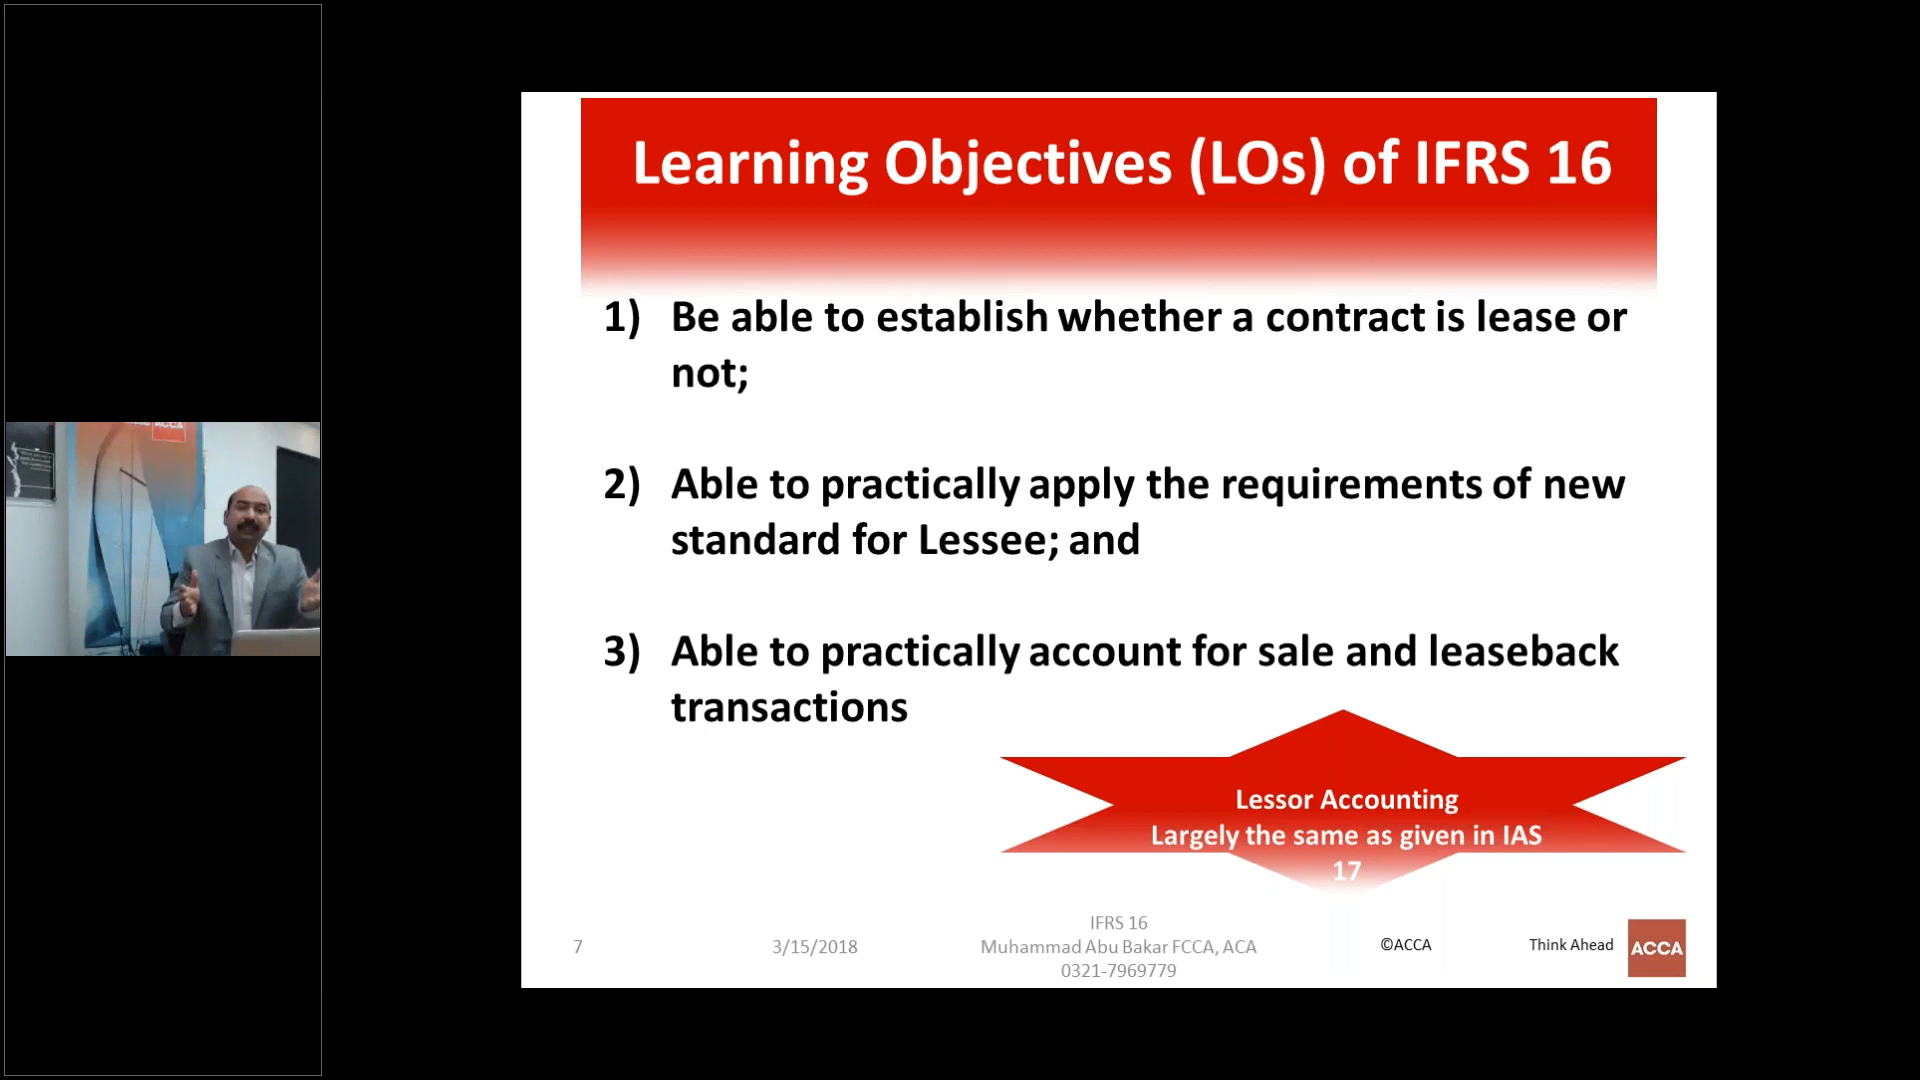 Learning Objectives (LOs) of IFRS 16
1) Be able to establish whether a contract is lease or
not;
2) Able to practically apply the requirements of new
standard for Lessee; and
3) Able to practically account for sale and leaseback
transactions
Lessor Accounting
Largely the same as given in IAS
17
7
3/15/2018
IFRS 16
Muhammad Abu Bakar FCCA, ACA
0321-7969779
©ACCA
Think Ahead
ACCA